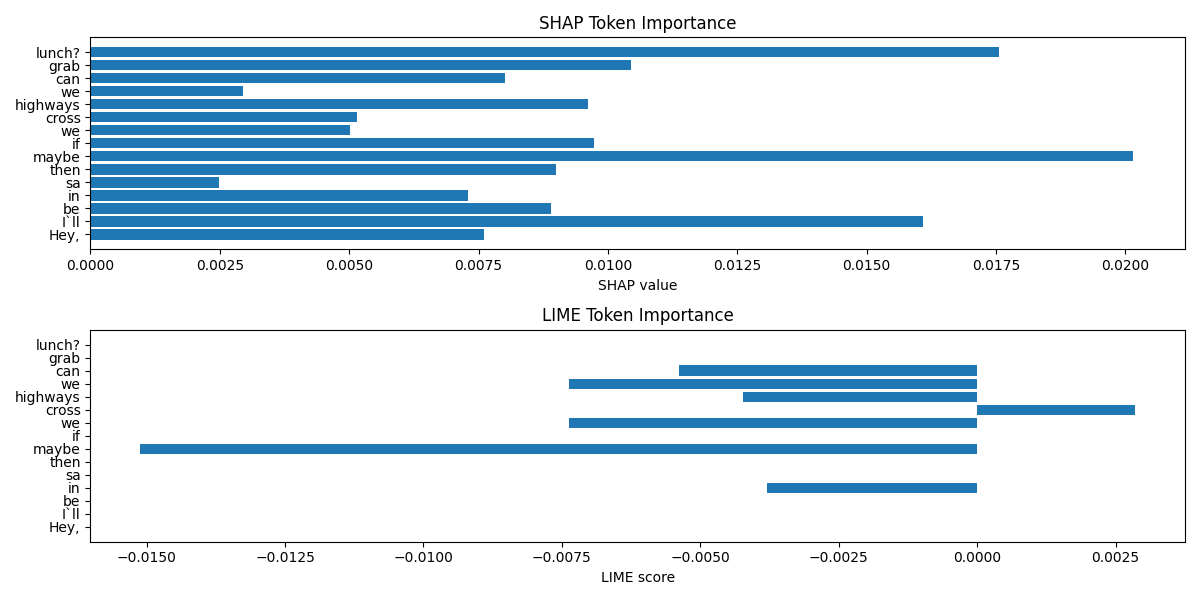 SHAP Token Importance
lunch?
grab
can
we
highways
cross
we
if
maybe
then
sa
in
be
I`ll
Hey,
0.0000 0.0025 0.0050 0.0075 0.0100 0.0125 0.0150 0.0175 0.0200
SHAP value
LIME Token Importance
lunch?
grab
can
we
highways
cross
we
if
maybe
then
sa
in
be
I`ll
Hey,
−0.0150 −0.0125 −0.0100 −0.0075 −0.0050 −0.0025 0.0000 0.0025
LIME score